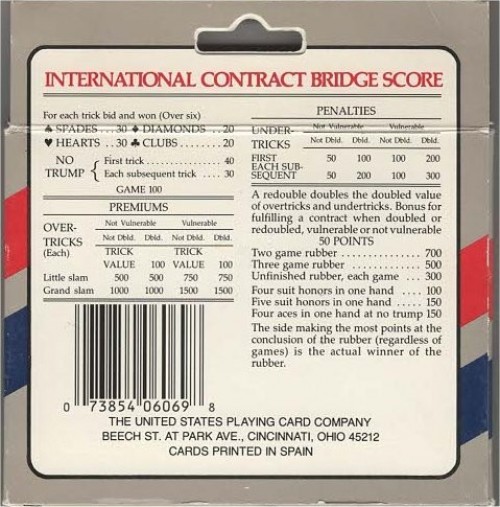 INTERNATIONAL CONTRACT BRIDGE SCORE
For each trick bid and won (Over six)
♠ SPADES . . . 30 ♦ DIAMONDS . . 20
♥ HEARTS . . 30 ♣ CLUBS . . . . . . . . 20
NO TRUMP { First trick . . . . . . . . . . . . . . . 40
Each subsequent trick . . . . 30
GAME 100
PREMIUMS
Not Vulnerable Vulnerable
OVER-TRICKS (Each) Not Dbld. Dbld. Not Dbld. Dbld.
TRICK TRICK
VALUE 100 VALUE 100
Little slam 500 500 750 750
Grand slam 1000 1000 1500 1500
PENALTIES
Not Vulnerable Vulnerable
UNDER-TRICKS Not Dbld. Dbld. Not Dbld. Dbld.
FIRST 50 100 100 200
EACH SUB-
SEQUENT 50 200 100 300
A redouble doubles the doubled value
of overtricks and undertricks. Bonus for
fulfilling a contract when doubled or
redoubled, vulnerable or not vulnerable
50 POINTS
Two game rubber . . . . . . . . . . . . . . . 700
Three game rubber . . . . . . . . . . . . . 500
Unfinished rubber, each game . . . 300
Four suit honors in one hand . . . . 100
Five suit honors in one hand . . . . . 150
Four aces in one hand at no trump 150
The side making the most points at the
conclusion of the rubber (regardless of
games) is the actual winner of the
rubber.
0 73854 06069 8
THE UNITED STATES PLAYING CARD COMPANY
BEECH ST. AT PARK AVE., CINCINNATI, OHIO 45212
CARDS PRINTED IN SPAIN